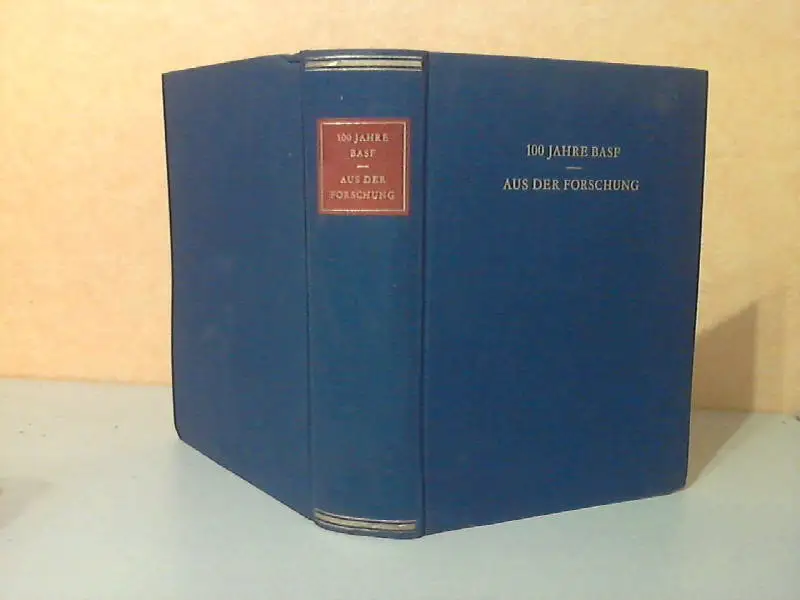 100 JAHRE
BASF
AUS DER
FORSCHUNG
100 JAHRE BASF
AUS DER FORSCHUNG